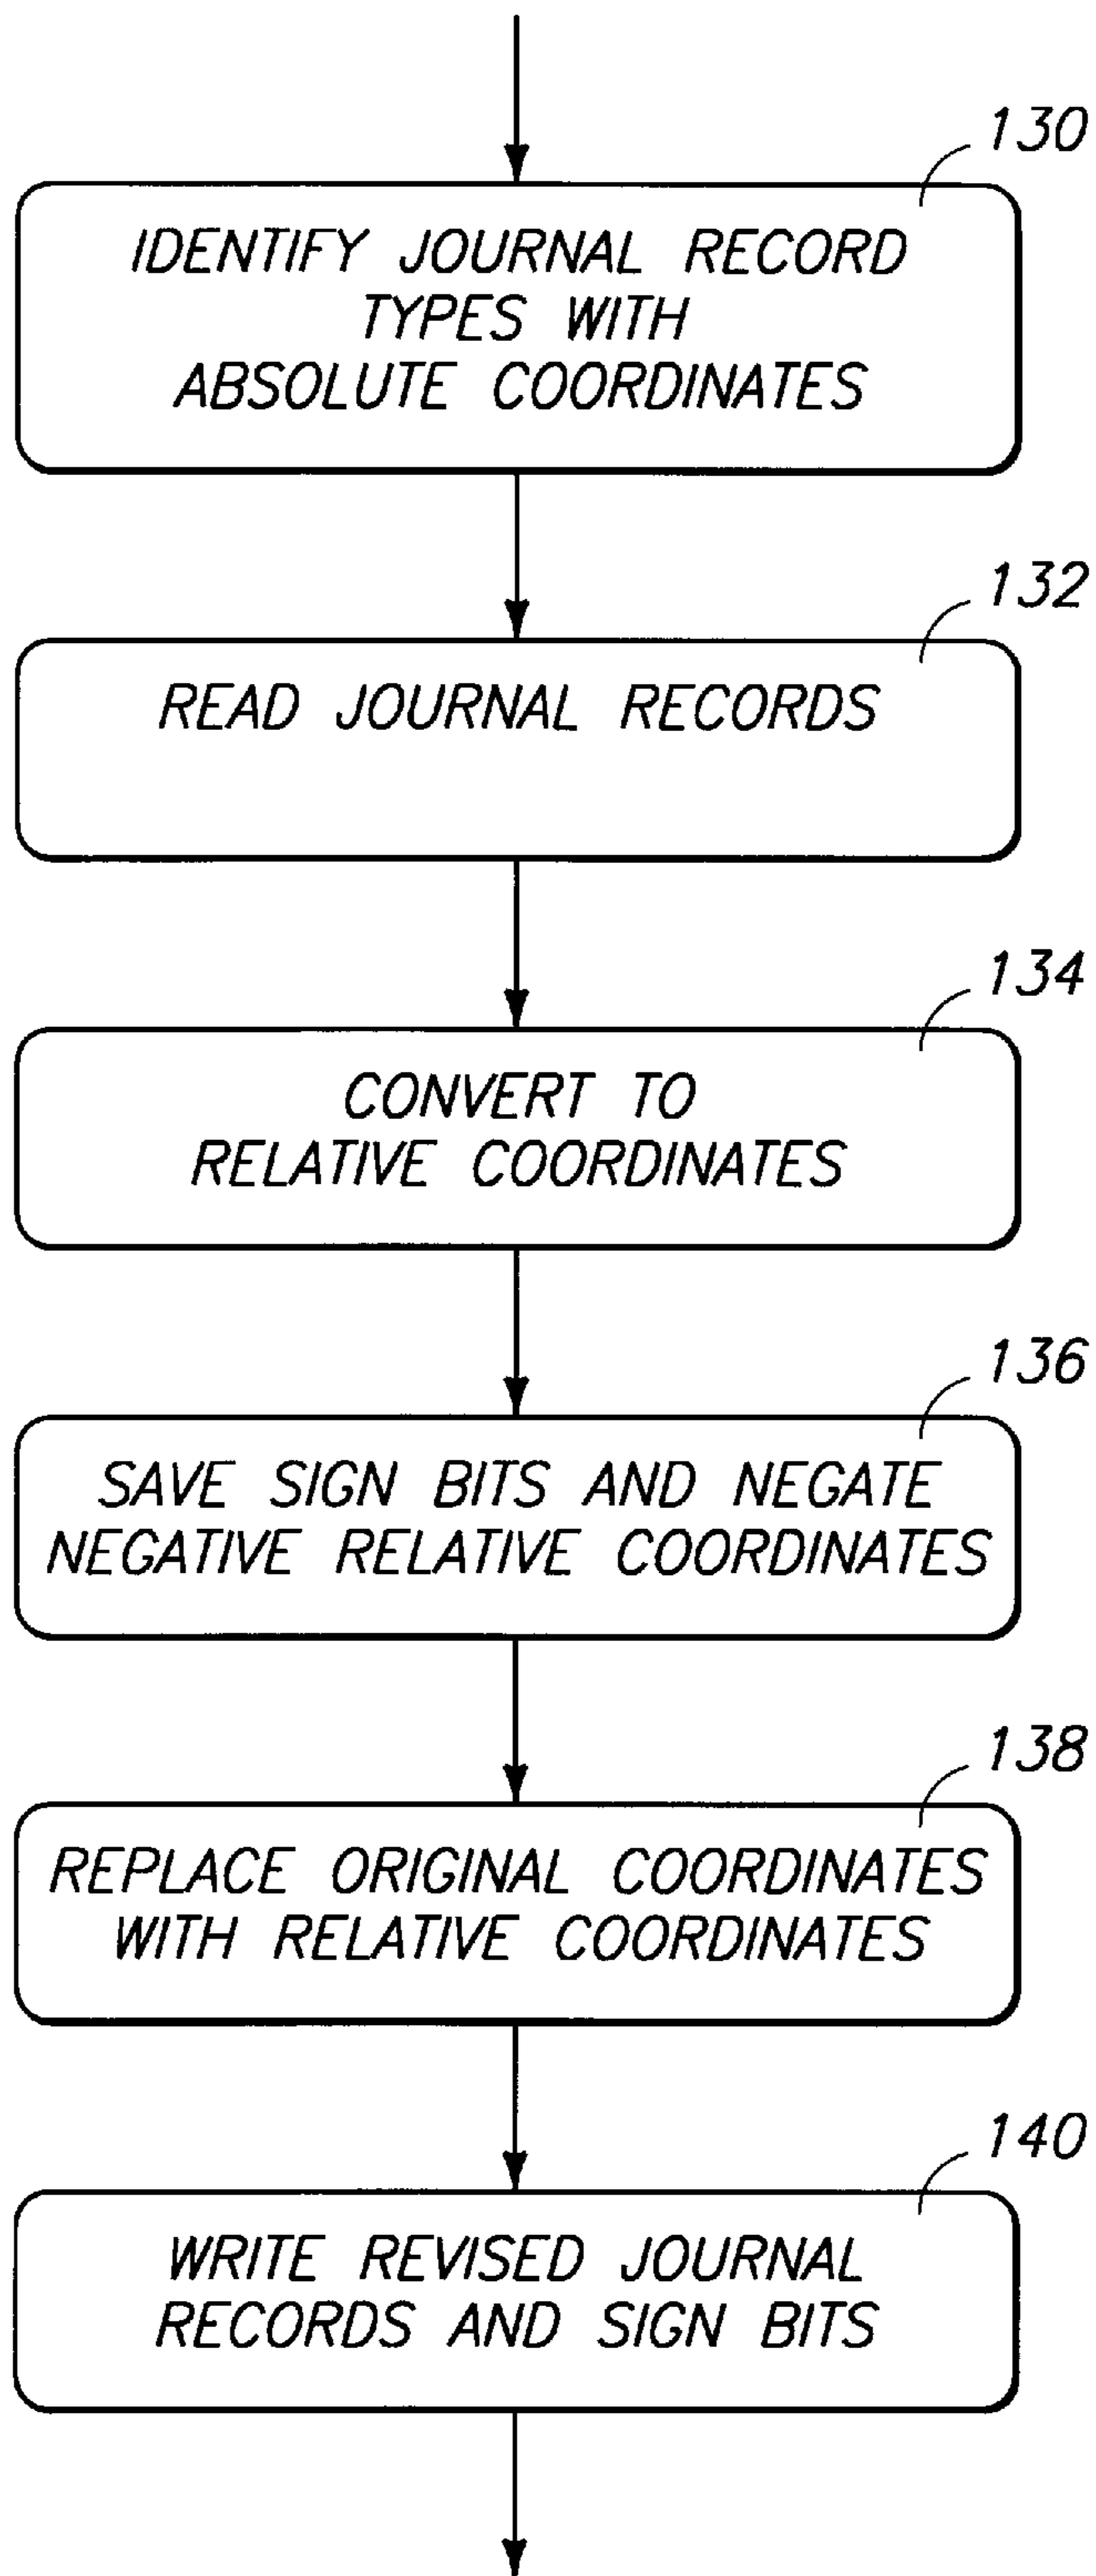 130
IDENTIFY JOURNAL RECORD
TYPES WITH
ABSOLUTE COORDINATES
132
READ JOURNAL RECORDS
134
CONVERT TO
RELATIVE COORDINATES
136
SAVE SIGN BITS AND NEGATE
NEGATIVE RELATIVE COORDINATES
138
REPLACE ORIGINAL COORDINATES
WITH RELATIVE COORDINATES
140
WRITE REVISED JOURNAL
RECORDS AND SIGN BITS